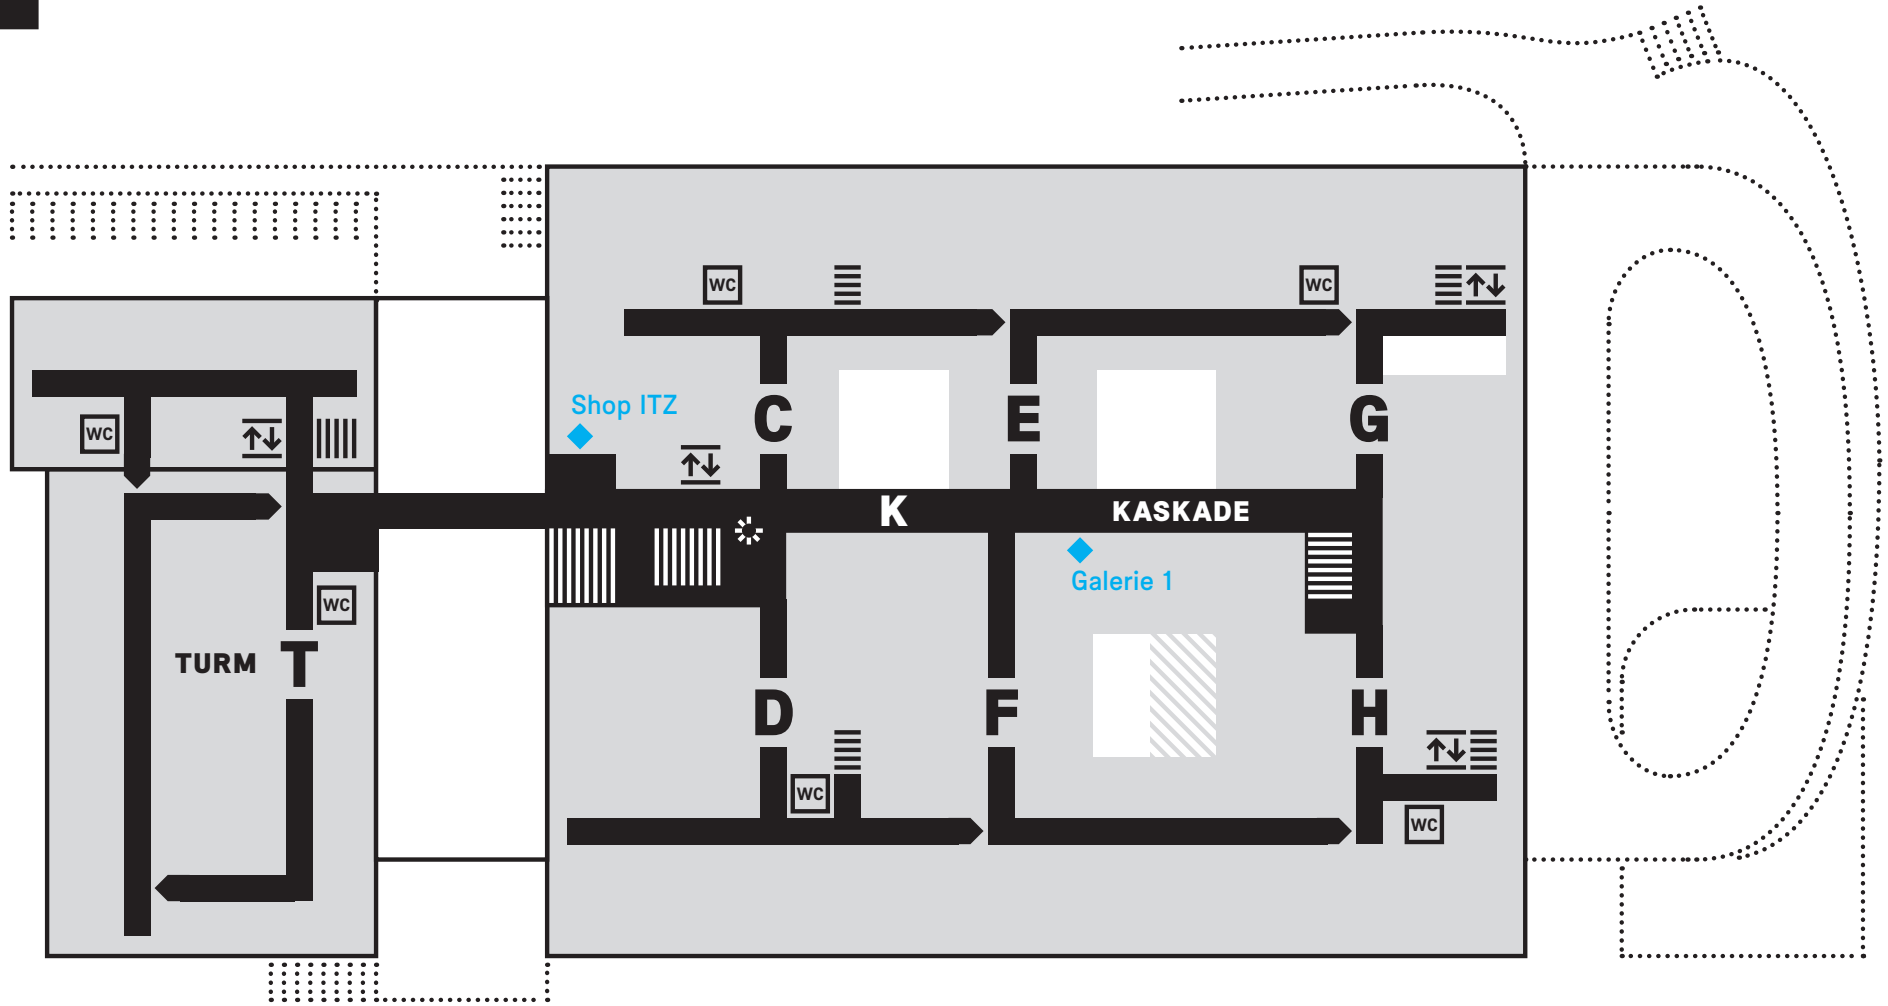 WC
WC
Shop ITZ
C
E
G
WC
K
KASKADE
Galerie 1
WC
TURM
T
D
F
H
WC
WC